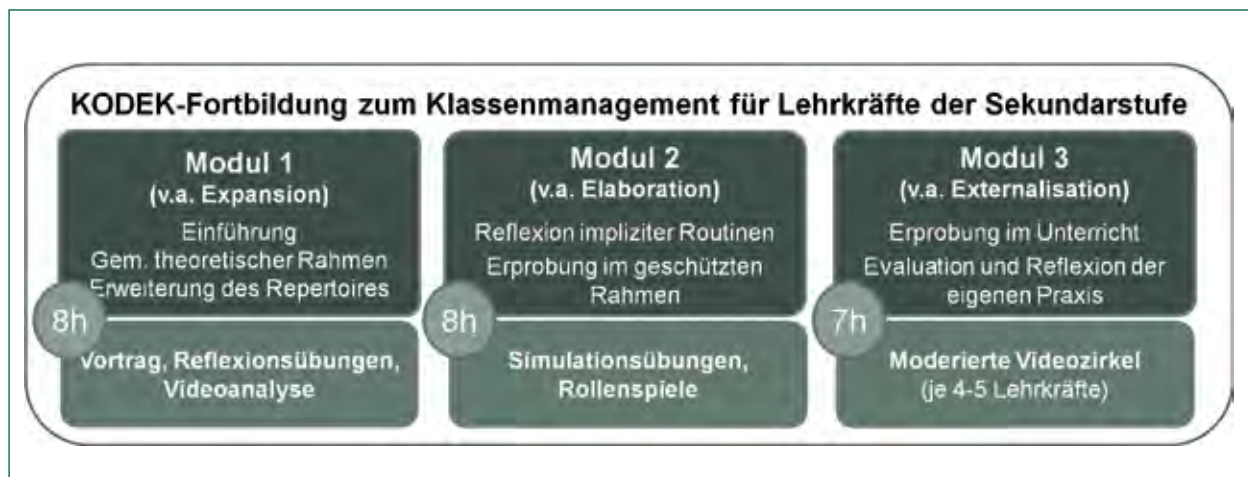 KODEK-Fortbildung zum Klassenmanagement für Lehrkräfte der Sekundarstufe
Modul 1
(v.a. Expansion)
Einführung
Gem. theoretischer Rahmen
Erweiterung des Repertoires
8h
Vortrag, Reflexionsübungen,
Videoanalyse
Modul 2
(v.a. Elaboration)
Reflexion impliziter Routinen
Erprobung im geschützten
Rahmen
8h
Simulationsübungen,
Rollenspiele
Modul 3
(v.a. Externalisation)
Erprobung im Unterricht
Evaluation und Reflexion der
eigenen Praxis
7h
Moderierte Videozirkel
(je 4-5 Lehrkräfte)